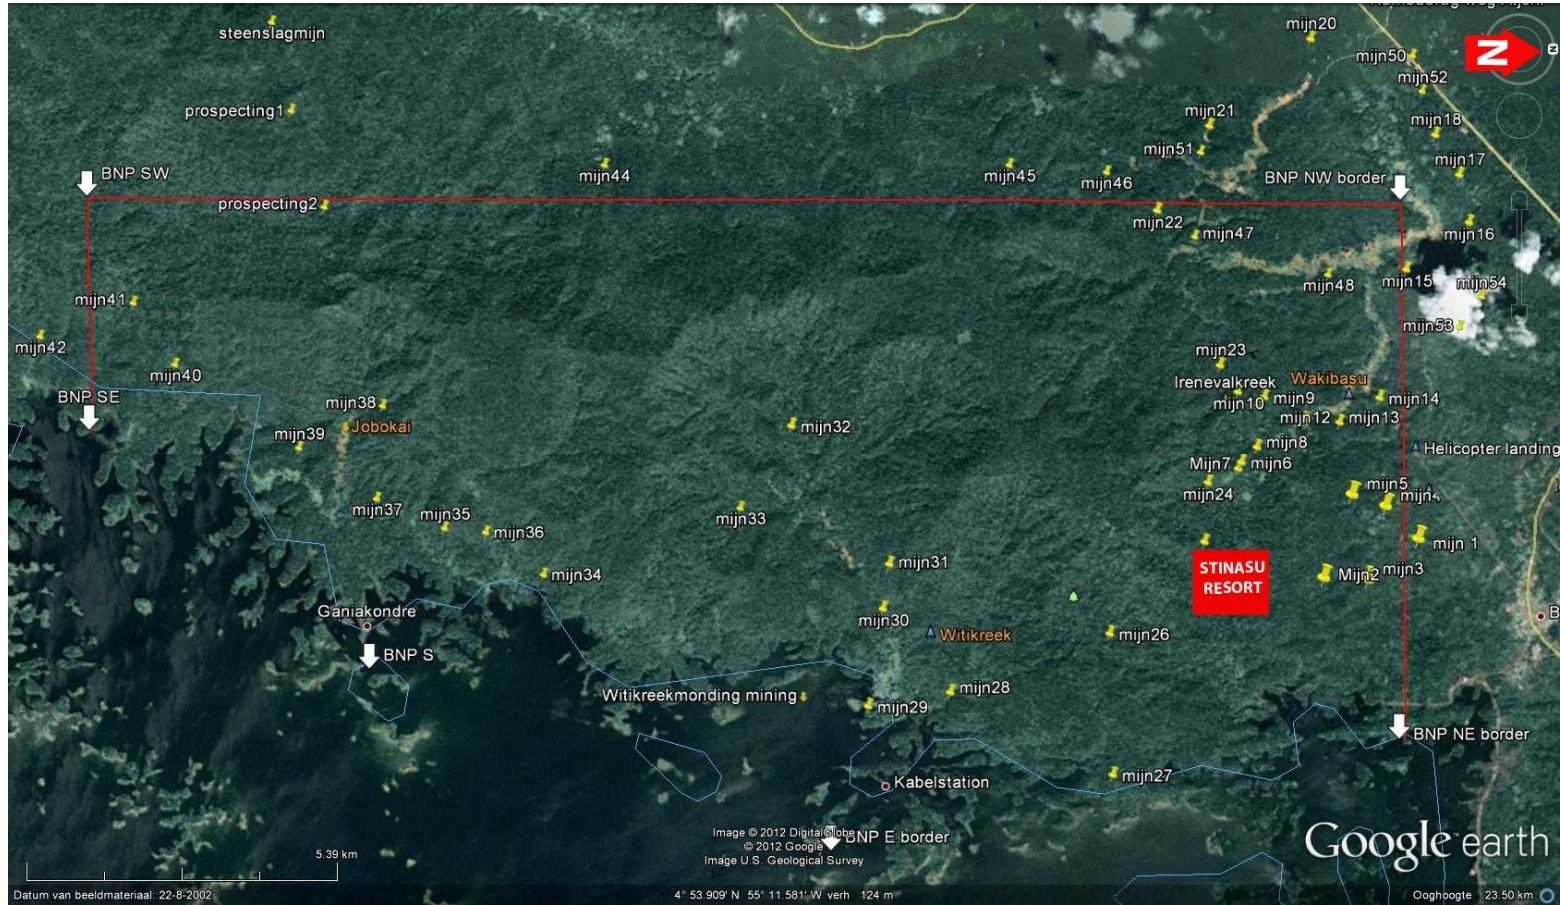 steenslagmijn
mijn20
mijn50
N
N
mijn52
prospecting1
mijn21
mijn18
mijn51
mijn17
BNP SW
mijn44
mijn45
mijn46
BNP NW border
prospecting2
mijn22
mijn47
mijn16
mijn48
mijn15
mijn54
mijn41
mijn53
mijn42
mijn40
mijn23
Irenevalkreek
Wakibasu
BNP SE
mijn38
mijn10
mijn9
mijn14
mijn39
Jobokai
mijn32
mijn12
mijn13
mijn8
Helicopter landing
Mijn7
mijn6
mijn24
mijn5
mijn37
mijn35
mijn36
mijn33
mijn 1
mijn34
mijn31
STINASU
RESORT
Mijn2
mijn3
Ganiakondre
mijn30
Witikreek
mijn26
B
BNP S
Witikreekmonding mining
mijn29
mijn28
BNP NE border
Kabelstation
mijn27
BNP E border
Image © 2012 DigitalGlobe
© 2012 Google
Image U.S. Geological Survey
Google earth
5.39 km
Datum van beeldmateriaal: 22-8-2002
4° 53.909' N 55° 11.581' W verh 124 m
Ooghoogte 23.50 km